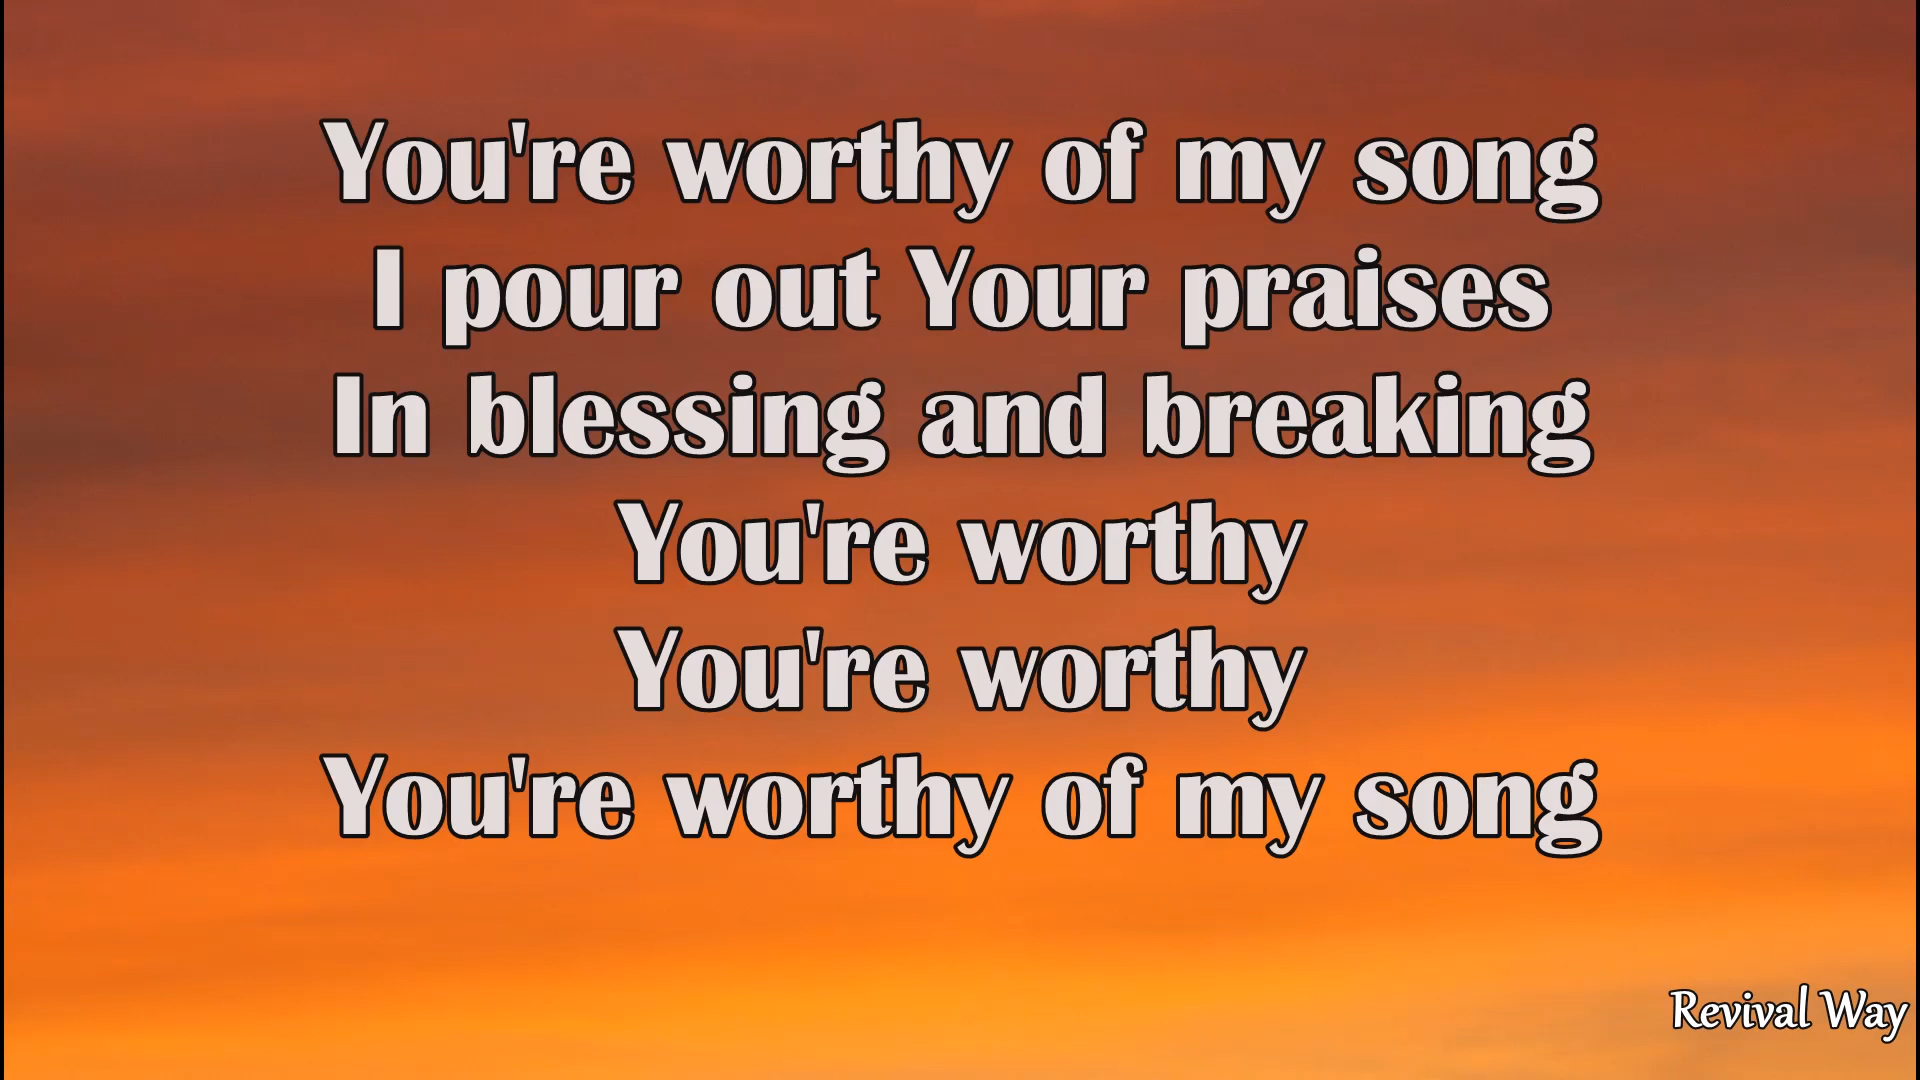 You're worthy of my song
I pour out Your praises
In blessing and breaking
You're worthy
You're worthy
You're worthy of my song
Revival Way